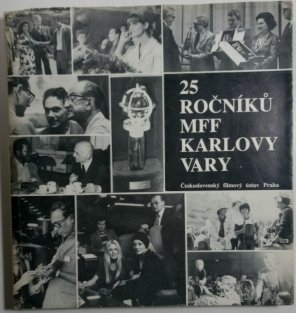 25
ROČNÍKŮ
MFF
KARLOVY
VARY
Československý filmový ústav Praha